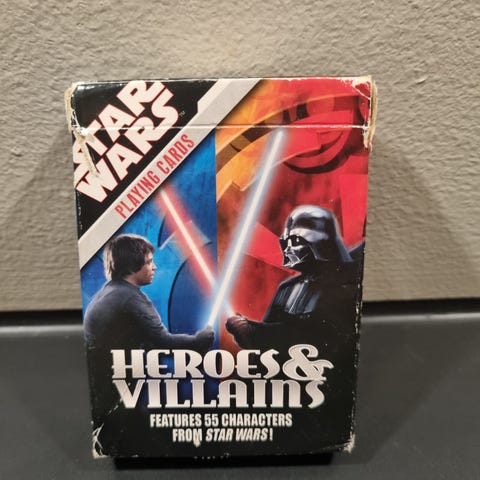 STAR
WARS
PLAYING CARDS
HEROES &
VILLAINS
FEATURES 55 CHARACTERS
FROM STAR WARS!